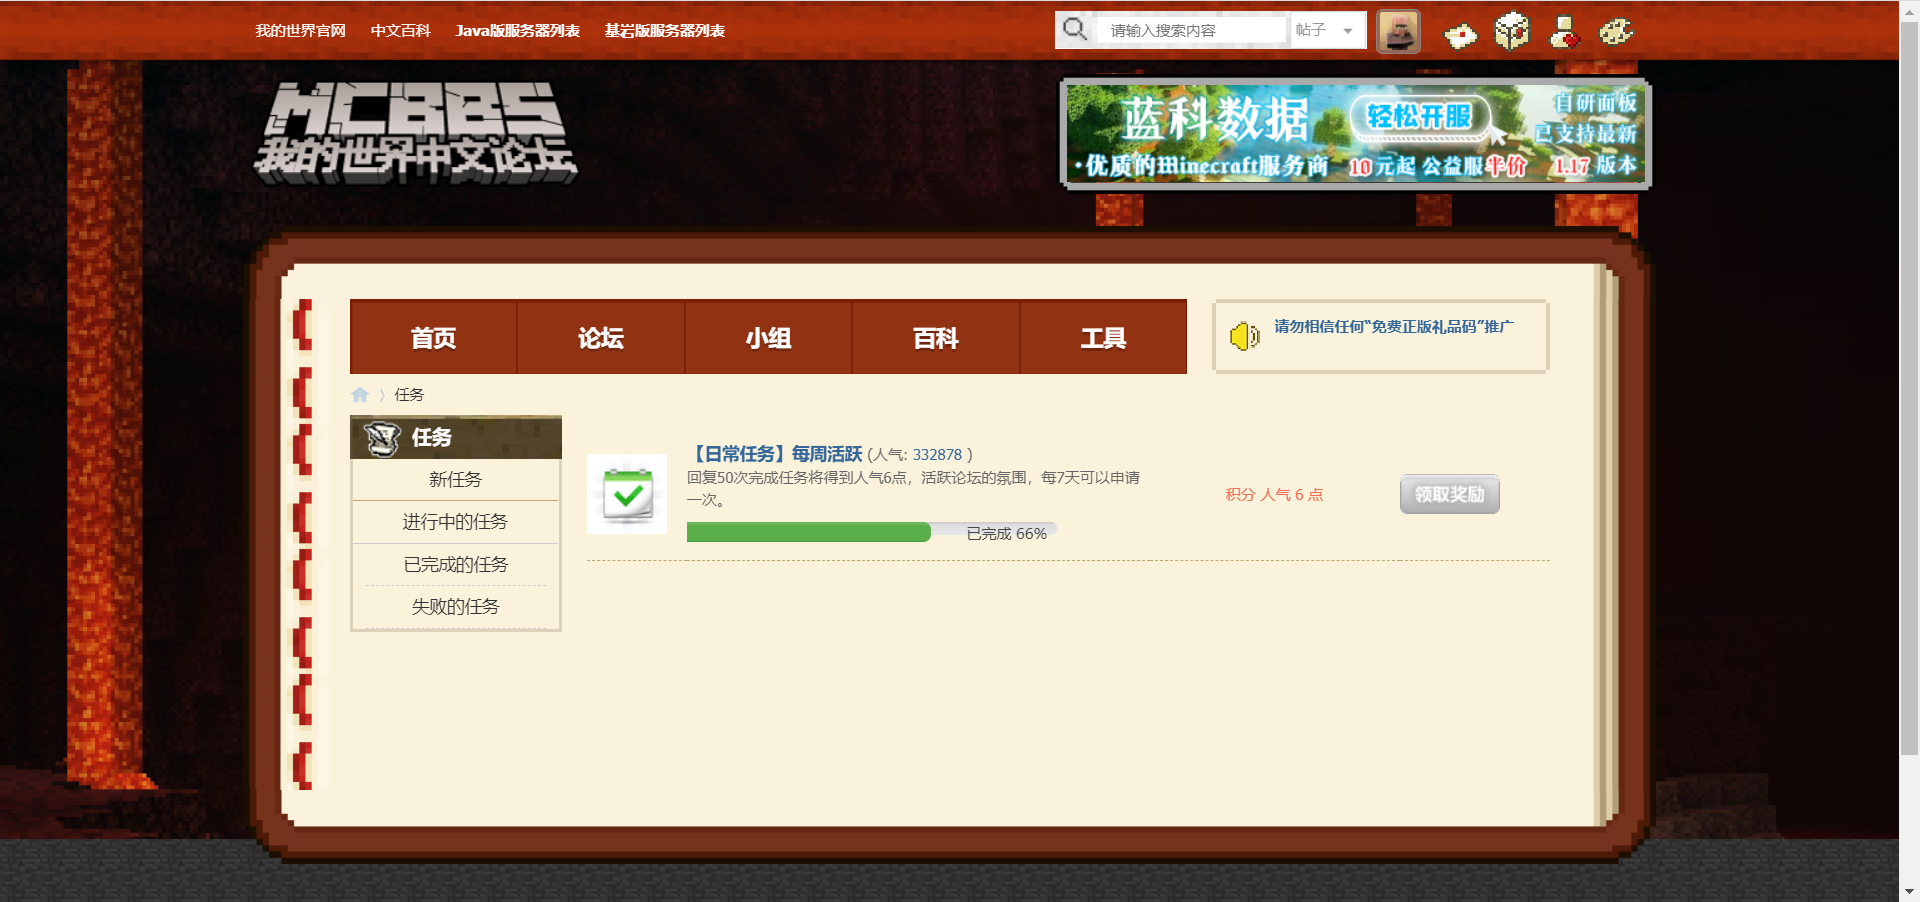 我的世界官网 中文百科 Java版服务器列表 基岩版服务器列表 请输入搜索内容 帖子
MCBBS
我的世界中文论坛
蓝科数据 轻松开服 自研面板
已支持最新
·优质的Minecraft服务商 10元起 公益服半价 1.17版本
首页 论坛 小组 百科 工具
请勿相信任何“免费正版礼品码”推广
任务
任务
新任务
进行中的任务
已完成的任务
失败的任务
【日常任务】每周活跃 (人气: 332878 )
回复50次完成任务将得到人气6点，活跃论坛的氛围，每7天可以申请
一次。
已完成 66%
积分 人气 6 点
领取奖励